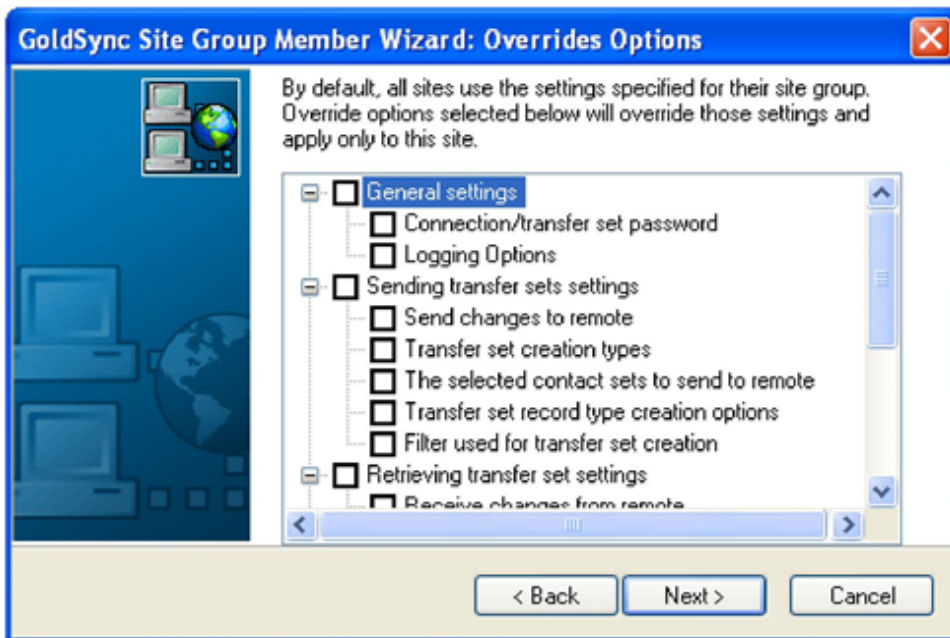 GoldSync Site Group Member Wizard: Overrides Options
By default, all sites use the settings specified for their site group.
Override options selected below will override those settings and
apply only to this site.
General settings
Connection/transfer set password
Logging Options
Sending transfer sets settings
Send changes to remote
Transfer set creation types
The selected contact sets to send to remote
Transfer set record type creation options
Filter used for transfer set creation
Retrieving transfer set settings
Receive changes from remote
< Back
Next >
Cancel